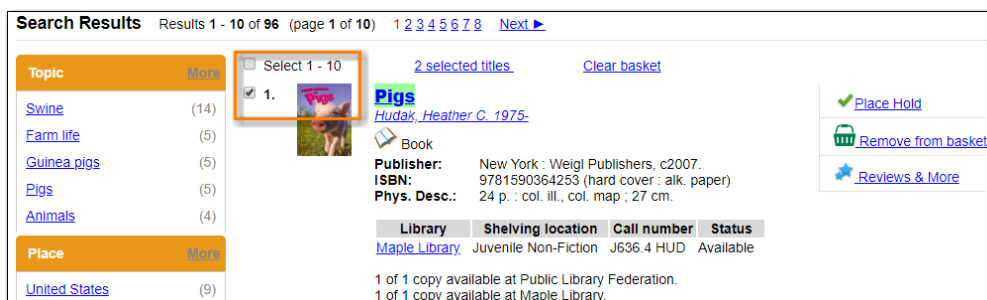 Search Results Results 1 - 10 of 96 (page 1 of 10) 1 2 3 4 5 6 7 8 Next ►
Topic More
Swine (14)
Farm life (5)
Guinea pigs (5)
Pigs (5)
Animals (4)
Place More
United States (9)
Select 1 - 10 2 selected titles Clear basket
1. Pigs
Pigs
Hudak, Heather C. 1975-
Book
Publisher: New York : Weigl Publishers, c2007.
ISBN: 9781590364253 (hard cover : alk. paper)
Phys. Desc.: 24 p. : col. ill., col. map ; 27 cm.
Library Shelving location Call number Status
Maple Library Juvenile Non-Fiction J636.4 HUD Available
1 of 1 copy available at Public Library Federation.
1 of 1 copy available at Maple Library.
Place Hold
Remove from basket
Reviews & More